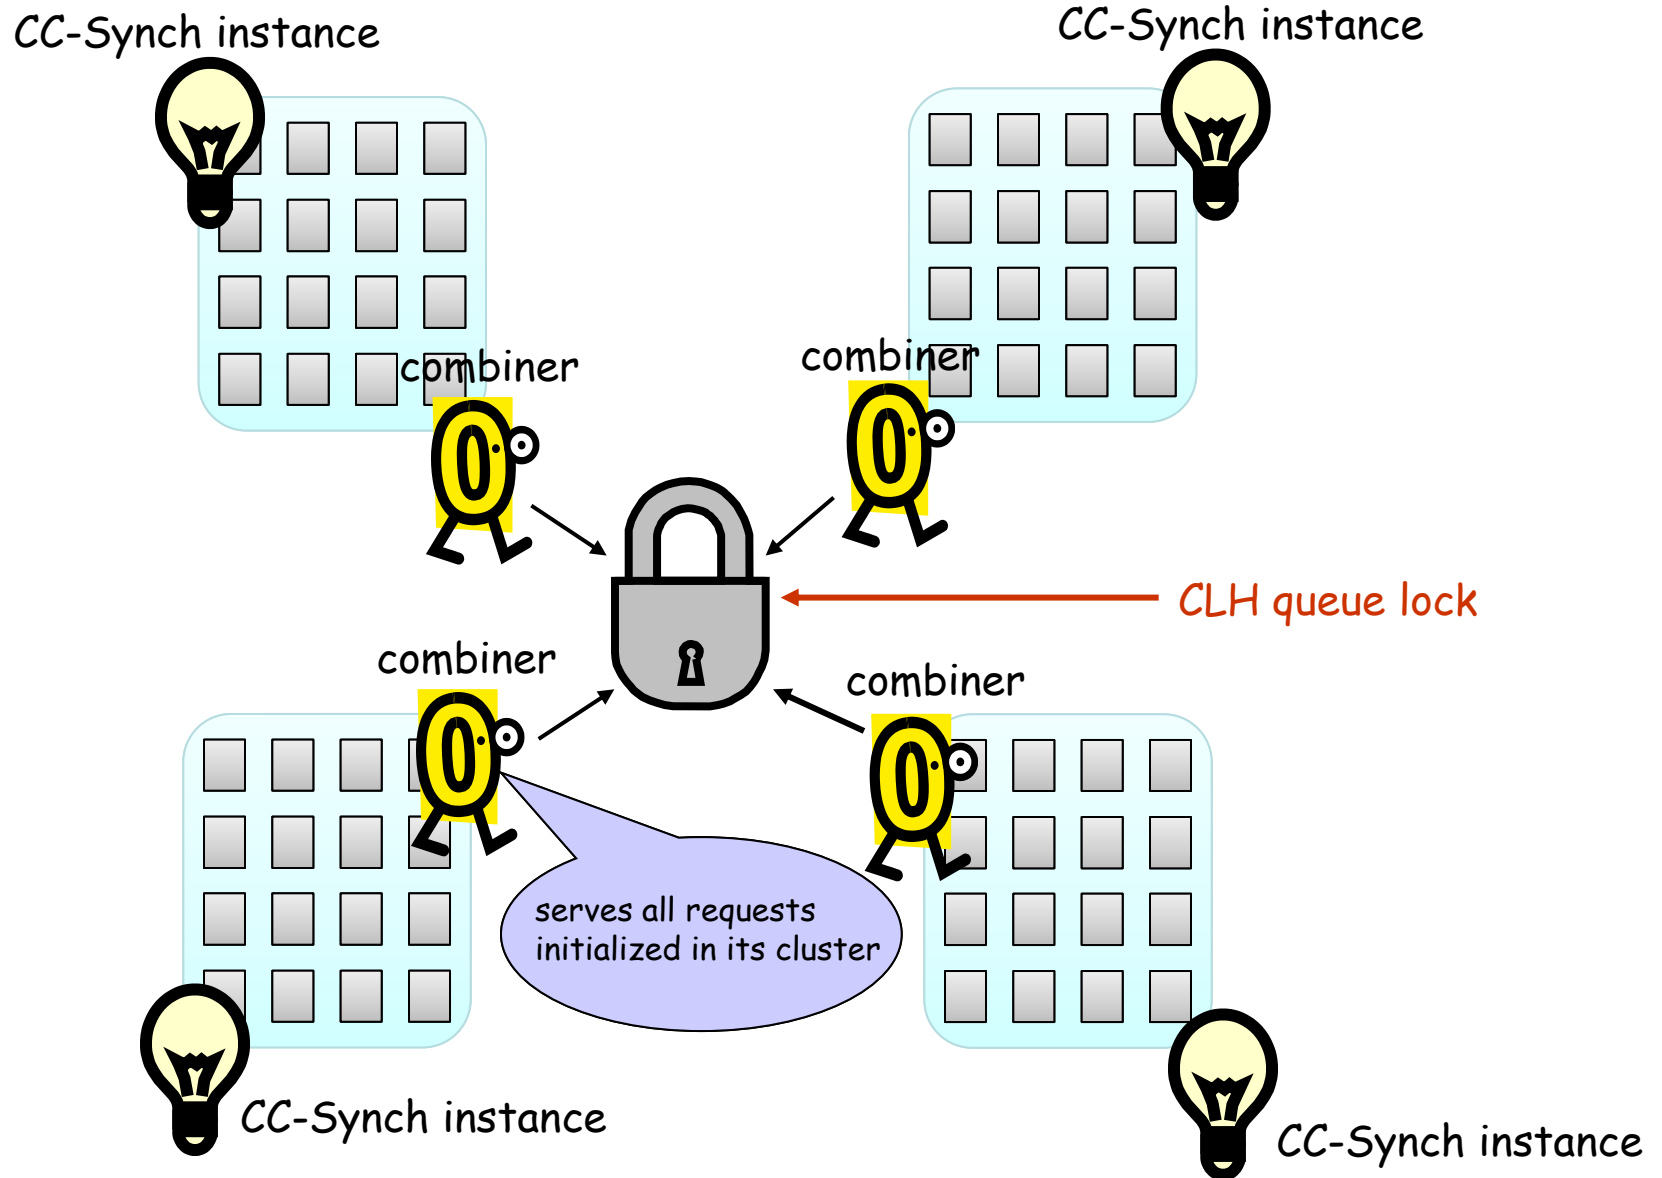 CC-Synch instance
CC-Synch instance
combiner
combiner
CLH queue lock
combiner
combiner
serves all requests
initialized in its cluster
CC-Synch instance
CC-Synch instance